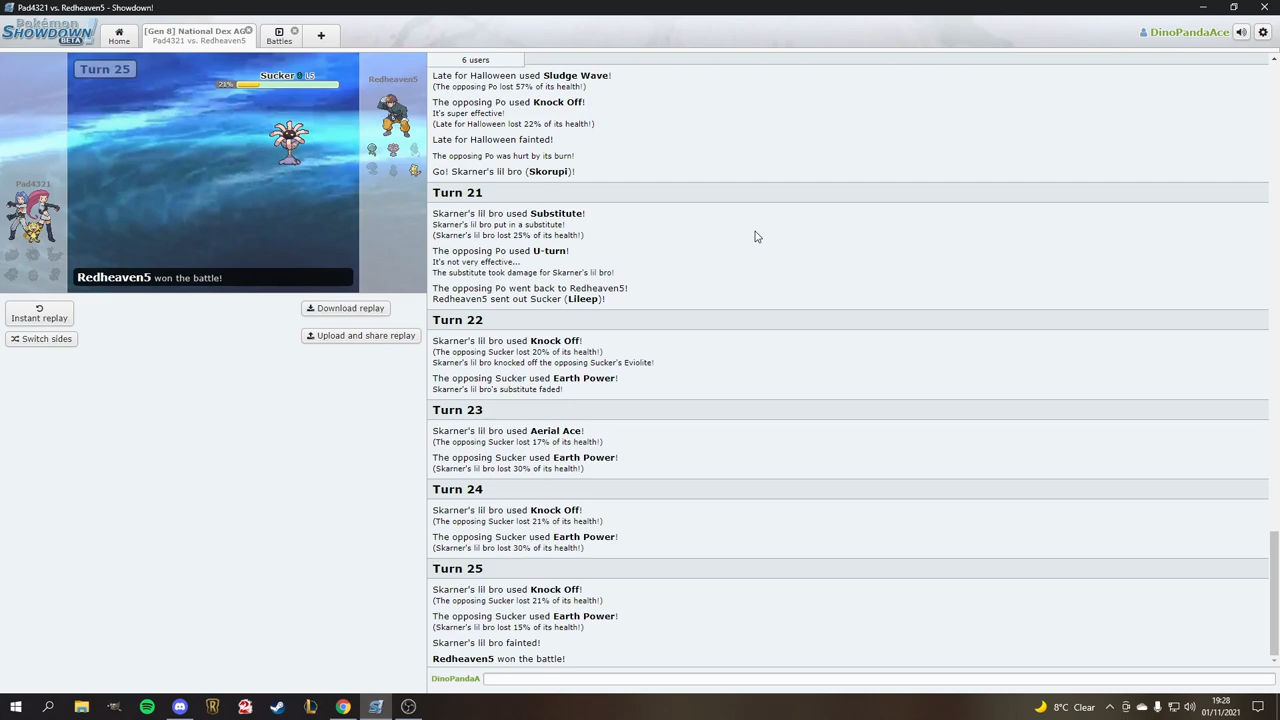 Pad4321 vs. Redheaven5 - Showdown!
Pokémon
SHOWDOWN!
BETA
Home
[Gen 8] National Dex AG
Pad4321 vs. Redheaven5
Battles
DinoPandaAce
Turn 25
Sucker L5
21%
Redheaven5
Pad4321
Redheaven5 won the battle!
Instant replay
Download replay
Switch sides
Upload and share replay
6 users
Late for Halloween used Sludge Wave!
(The opposing Po lost 57% of its health!)
The opposing Po used Knock Off!
It's super effective!
(Late for Halloween lost 22% of its health!)
Late for Halloween fainted!
The opposing Po was hurt by its burn!
Go! Skarner's lil bro (Skorupi)!
Turn 21
Skarner's lil bro used Substitute!
Skarner's lil bro put in a substitute!
(Skarner's lil bro lost 25% of its health!)
The opposing Po used U-turn!
It's not very effective...
The substitute took damage for Skarner's lil bro!
The opposing Po went back to Redheaven5!
Redheaven5 sent out Sucker (Lileep)!
Turn 22
Skarner's lil bro used Knock Off!
(The opposing Sucker lost 20% of its health!)
Skarner's lil bro knocked off the opposing Sucker's Eviolite!
The opposing Sucker used Earth Power!
Skarner's lil bro's substitute faded!
Turn 23
Skarner's lil bro used Aerial Ace!
(The opposing Sucker lost 17% of its health!)
The opposing Sucker used Earth Power!
(Skarner's lil bro lost 30% of its health!)
Turn 24
Skarner's lil bro used Knock Off!
(The opposing Sucker lost 21% of its health!)
The opposing Sucker used Earth Power!
(Skarner's lil bro lost 30% of its health!)
Turn 25
Skarner's lil bro used Knock Off!
(The opposing Sucker lost 21% of its health!)
The opposing Sucker used Earth Power!
(Skarner's lil bro lost 15% of its health!)
Skarner's lil bro fainted!
Redheaven5 won the battle!
DinoPandaA
8°C Clear
19:28
01/11/2021